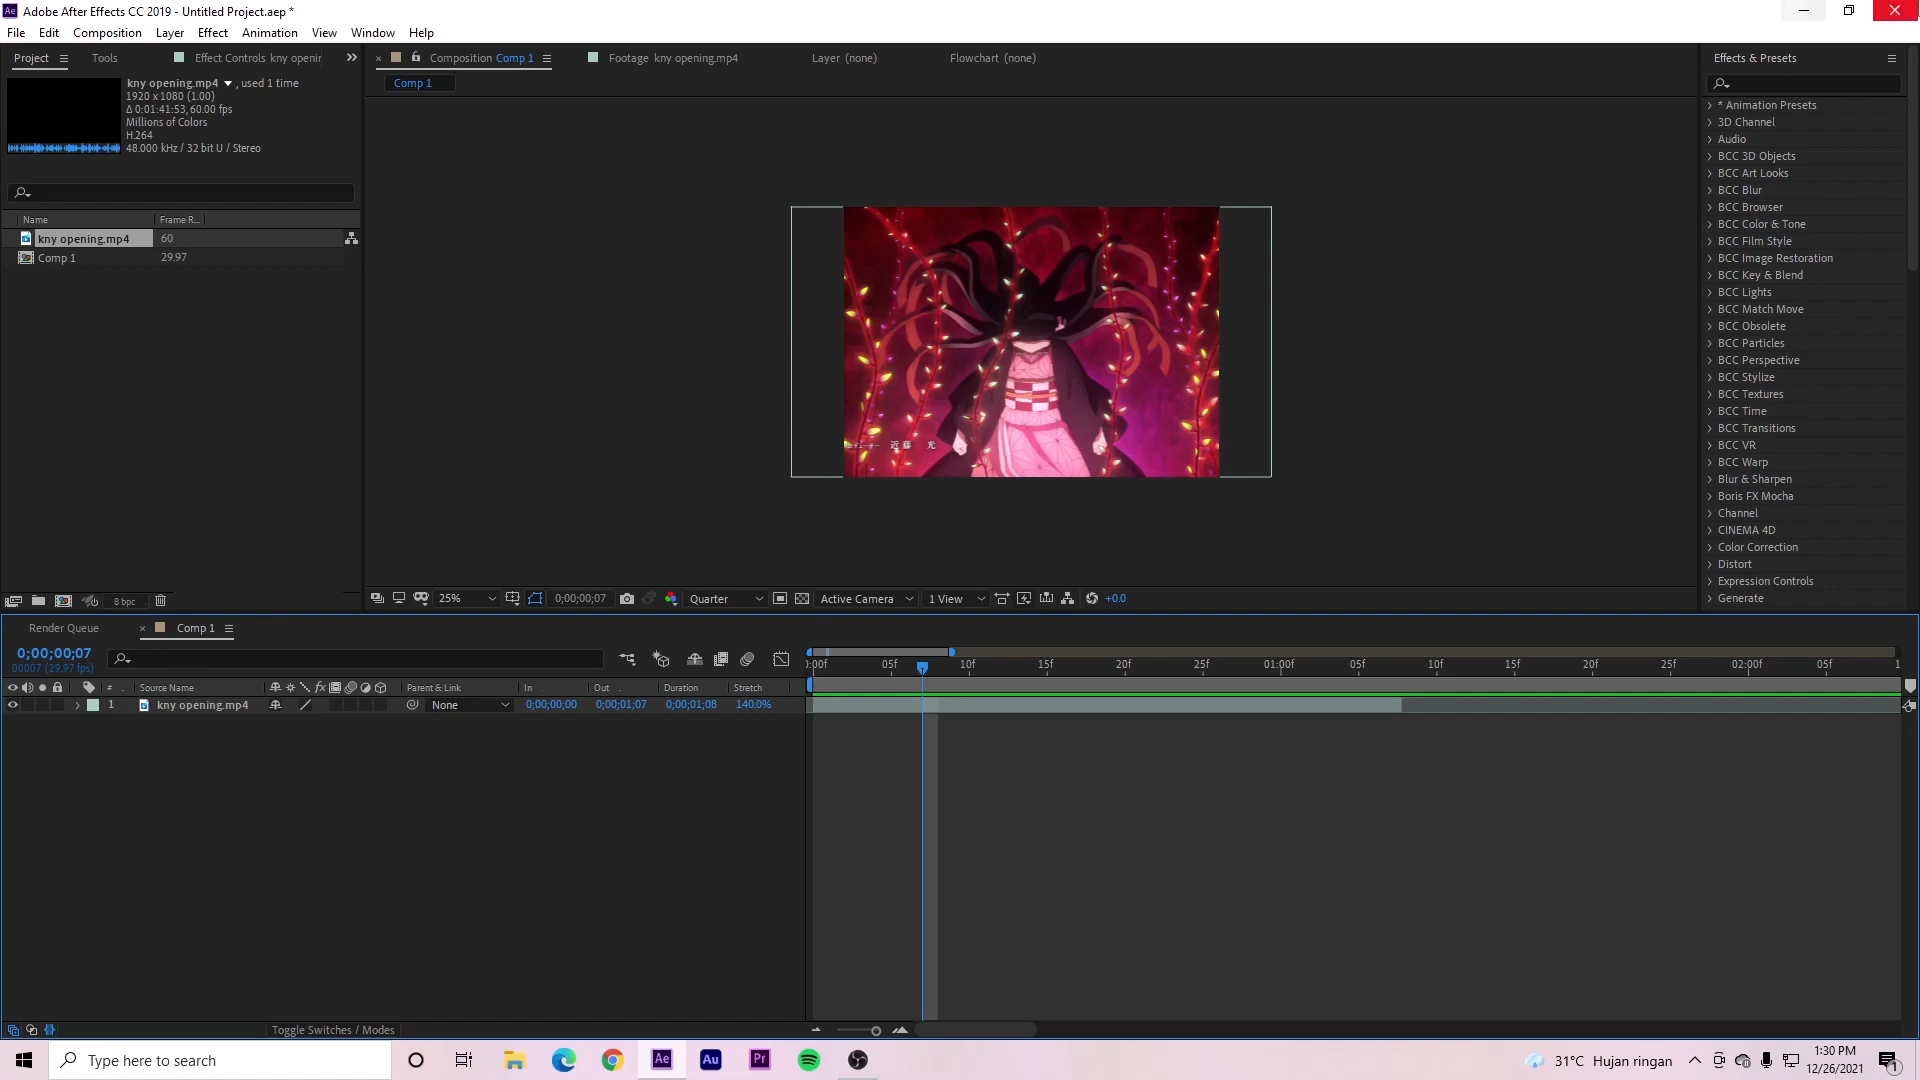 Adobe After Effects CC 2019 - Untitled Project.aep *
File Edit Composition Layer Effect Animation View Window Help
Project
Tools
Effect Controls kny openin
Composition Comp 1
Footage kny opening.mp4
Layer (none)
Flowchart (none)
Effects & Presets
kny opening.mp4 , used 1 time
1920 x 1080 (1.00)
Δ 0:01:41:53, 60.00 fps
Millions of Colors
H.264
48.000 kHz / 32 bit U / Stereo
Comp 1
Name Frame R...
kny opening.mp4 60
Comp 1 29.97
近藤 光
* Animation Presets
3D Channel
Audio
BCC 3D Objects
BCC Art Looks
BCC Blur
BCC Browser
BCC Color & Tone
BCC Film Style
BCC Image Restoration
BCC Key & Blend
BCC Lights
BCC Match Move
BCC Obsolete
BCC Particles
BCC Perspective
BCC Stylize
BCC Textures
BCC Time
BCC Transitions
BCC VR
BCC Warp
Blur & Sharpen
Boris FX Mocha
Channel
CINEMA 4D
Color Correction
Distort
Expression Controls
Generate
8 bpc
25% 0;00;00;07 Quarter Active Camera 1 View +0.0
Render Queue
Comp 1
0;00;00;07
00007 (29.97 fps)
):00f 05f 10f 15f 20f 25f 01:00f 05f 10f 15f 20f 25f 02:00f 05f 1
# Source Name fx Parent & Link In Out Duration Stretch
1 kny opening.mp4 None 0;00;00;00 0;00;01;07 0;00;01;08 140.0%
Toggle Switches / Modes
Type here to search
Ae Au Pr
31°C Hujan ringan
1:30 PM
12/26/2021
1